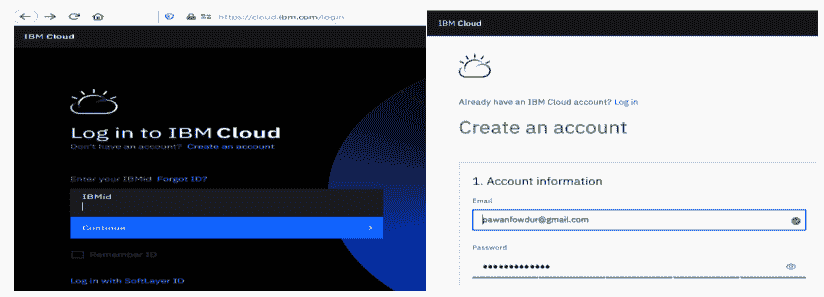 https://cloud.ibm.com/login
IBM Cloud
Log in to IBM Cloud
Don't have an account? Create an account
Enter your IBMid Forgot ID?
IBMid
Continue
Remember ID
Log in with SoftLayer ID
IBM Cloud
Already have an IBM Cloud account? Log in
Create an account
1. Account information
Email
pawanfowdur@gmail.com
Password